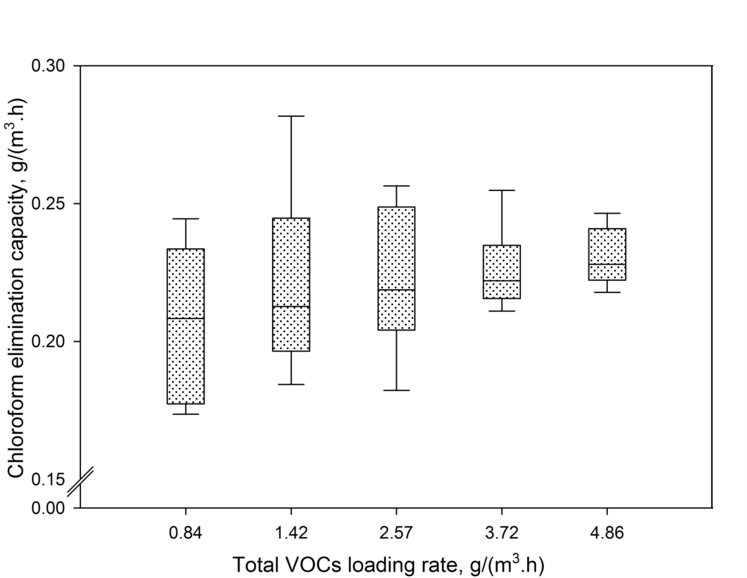 0.30
Chloroform elimination capacity, g/(m³.h)
0.25
0.20
0.15
0.00
0.84 1.42 2.57 3.72 4.86
Total VOCs loading rate, g/(m³.h)